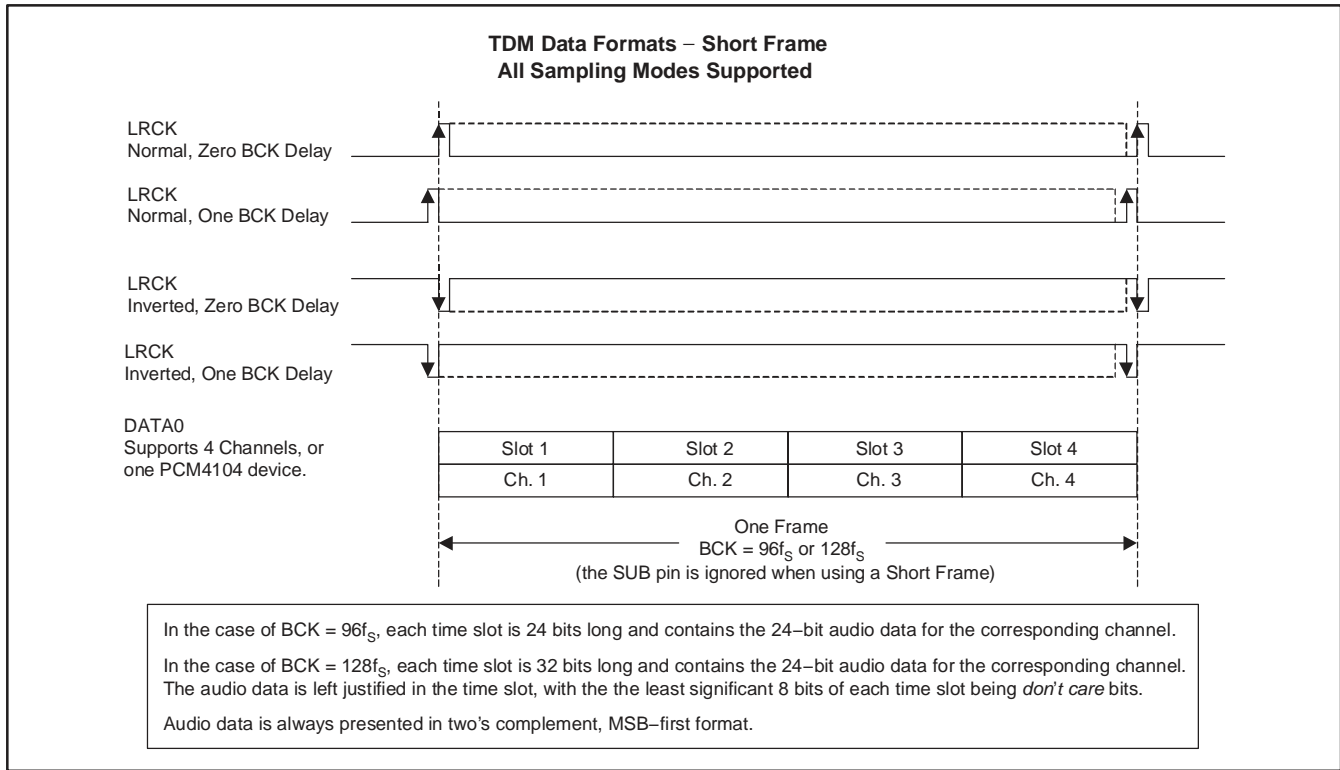 TDM Data Formats − Short Frame
All Sampling Modes Supported
LRCK
Normal, Zero BCK Delay
LRCK
Normal, One BCK Delay
LRCK
Inverted, Zero BCK Delay
LRCK
Inverted, One BCK Delay
DATA0
Supports 4 Channels, or
one PCM4104 device.
Slot 1 Slot 2 Slot 3 Slot 4
Ch. 1 Ch. 2 Ch. 3 Ch. 4
One Frame
BCK = 96fS or 128fS
(the SUB pin is ignored when using a Short Frame)
In the case of BCK = 96fS, each time slot is 24 bits long and contains the 24−bit audio data for the corresponding channel.
In the case of BCK = 128fS, each time slot is 32 bits long and contains the 24−bit audio data for the corresponding channel.
The audio data is left justified in the time slot, with the the least significant 8 bits of each time slot being don't care bits.
Audio data is always presented in two's complement, MSB−first format.